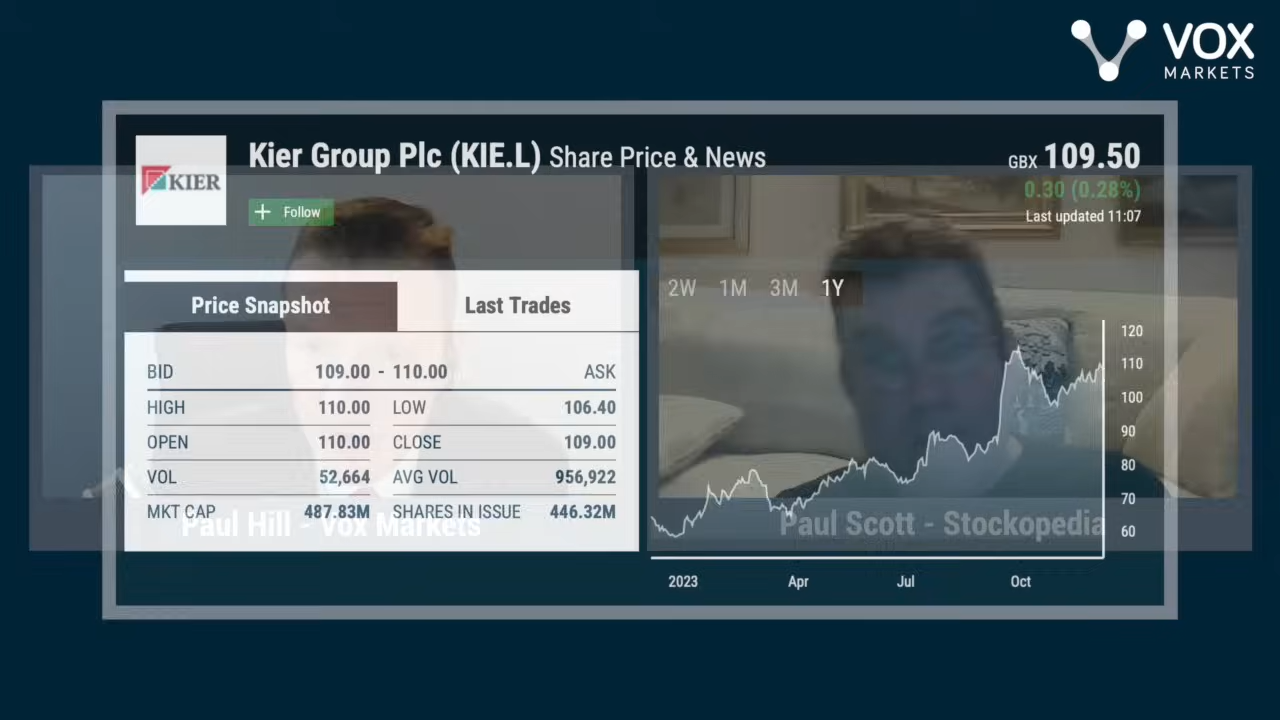 VOX
MARKETS
KIER
Kier Group Plc (KIE.L) Share Price & News
GBX 109.50
+ Follow
0.30 (0.28%)
Last updated 11:07
Price Snapshot
Last Trades
2W 1M 3M 1Y
BID 109.00 - 110.00 ASK
HIGH 110.00 LOW 106.40
OPEN 110.00 CLOSE 109.00
VOL 52,664 AVG VOL 956,922
MKT CAP 487.83M SHARES IN ISSUE 446.32M
120
110
100
90
80
70
60
2023 Apr Jul Oct
Paul Hill - Vox Markets
Paul Scott - Stockopedia